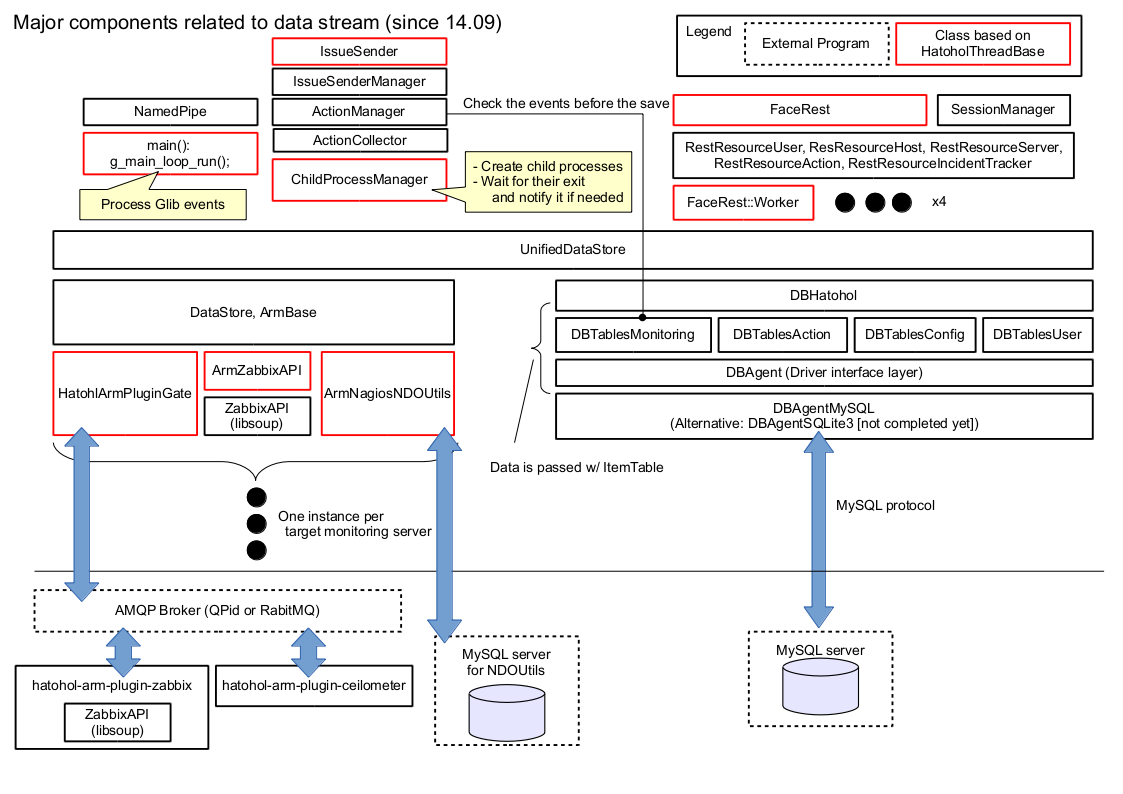 Major components related to data stream (since 14.09)
Legend
External Program
Class based on
HatoholThreadBase
IssueSender
IssueSenderManager
NamedPipe
ActionManager
Check the events before the save
FaceRest
SessionManager
main():
g_main_loop_run();
ActionCollector
RestResourceUser, ResResourceHost, RestResourceServer,
RestResourceAction, RestResourceIncidentTracker
ChildProcessManager
- Create child processes
- Wait for their exit
and notify it if needed
Process Glib events
FaceRest::Worker
x4
UnifiedDataStore
DataStore, ArmBase
DBHatohol
DBTablesMonitoring
DBTablesAction
DBTablesConfig
DBTablesUser
HatohlArmPluginGate
ArmZabbixAPI
ZabbixAPI
(libsoup)
ArmNagiosNDOUtils
DBAgent (Driver interface layer)
DBAgentMySQL
(Alternative: DBAgentSQLite3 [not completed yet])
Data is passed w/ ItemTable
One instance per
target monitoring server
MySQL protocol
AMQP Broker (QPid or RabitMQ)
hatohol-arm-plugin-zabbix
ZabbixAPI
(libsoup)
hatohol-arm-plugin-ceilometer
MySQL server
for NDOUtils
MySQL server